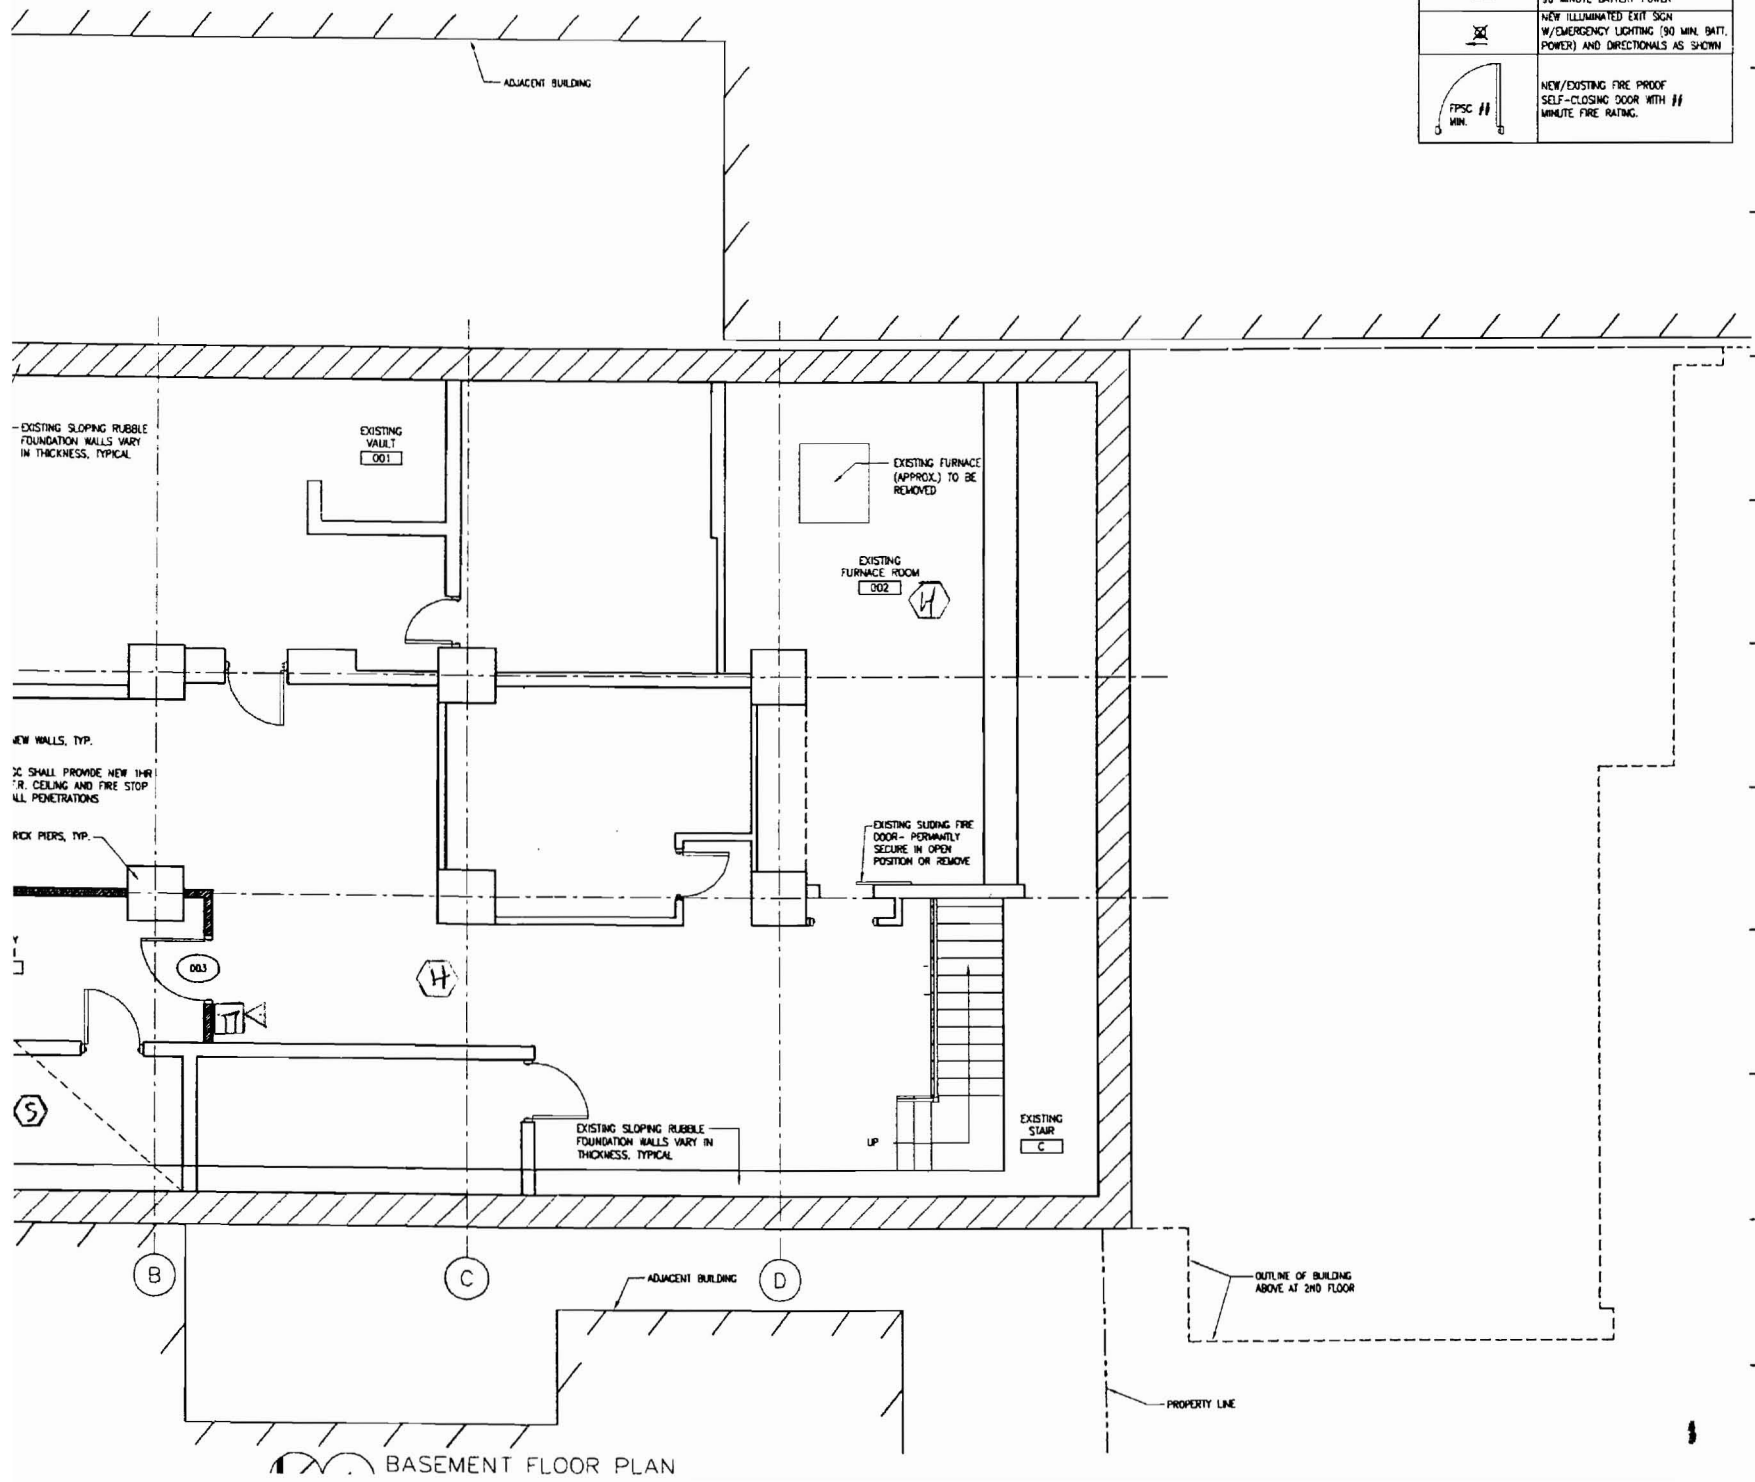 NEW ILLUMINATED EXIT SIGN
W/EMERGENCY LIGHTING (90 MIN. BATT.
POWER) AND DIRECTIONALS AS SHOWN
FPSC ##
MIN.
NEW/EXISTING FIRE PROOF
SELF-CLOSING DOOR WITH ##
MINUTE FIRE RATING.
ADJACENT BUILDING
EXISTING SLOPING RUBBLE
FOUNDATION WALLS VARY
IN THICKNESS, TYPICAL
EXISTING
VAULT
001
EXISTING FURNACE
(APPROX.) TO BE
REMOVED
EXISTING
FURNACE ROOM
002
H
NEW WALLS, TYP.
SHALL PROVIDE NEW 1HR
CEILING AND FIRE STOP
ALL PENETRATIONS
PIERS, TYP.
EXISTING SLIDING FIRE
DOOR- PERMANTLY
SECURE IN OPEN
POSITION OR REMOVE
Y
003
H
S
EXISTING SLOPING RUBBLE
FOUNDATION WALLS VARY IN
THICKNESS, TYPICAL
UP
EXISTING
STAIR
C
B
C
D
ADJACENT BUILDING
OUTLINE OF BUILDING
ABOVE AT 2ND FLOOR
PROPERTY LINE
BASEMENT FLOOR PLAN